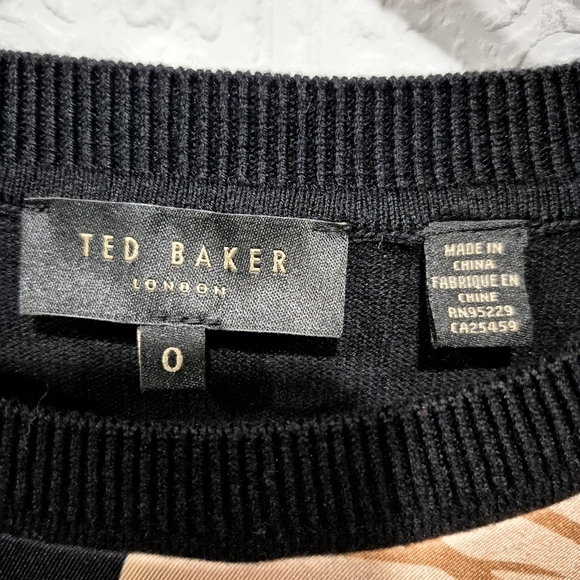 TED BAKER
LONDON
0
MADE IN
CHINA
FABRIQUE EN
CHINE
RN95229
CA25459